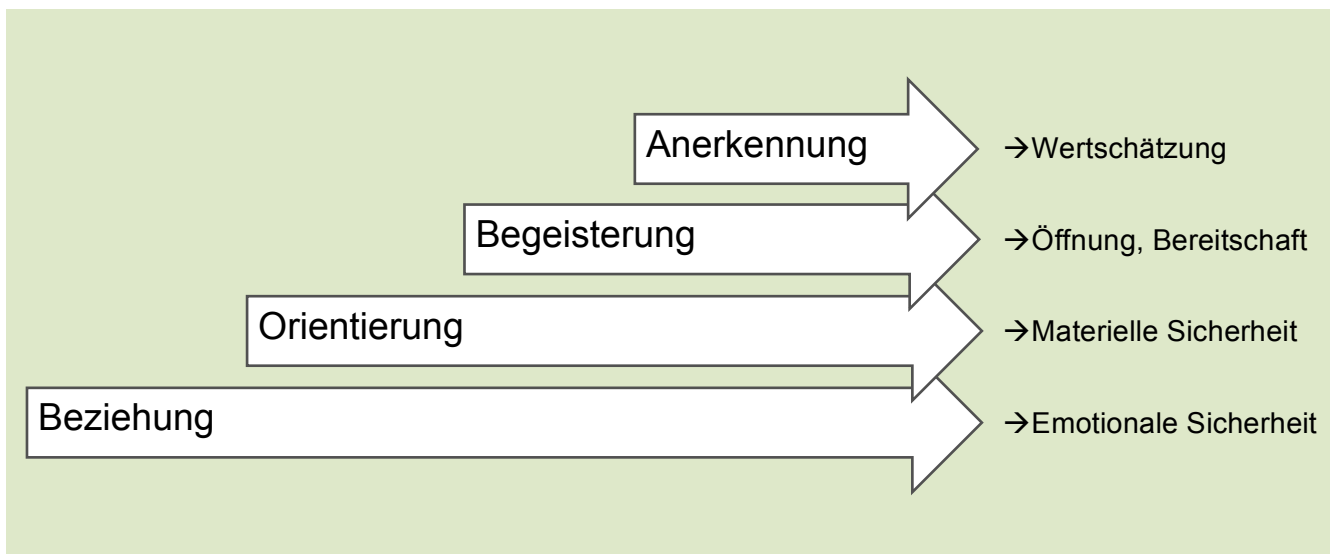 Anerkennung →Wertschätzung
Begeisterung →Öffnung, Bereitschaft
Orientierung →Materielle Sicherheit
Beziehung →Emotionale Sicherheit